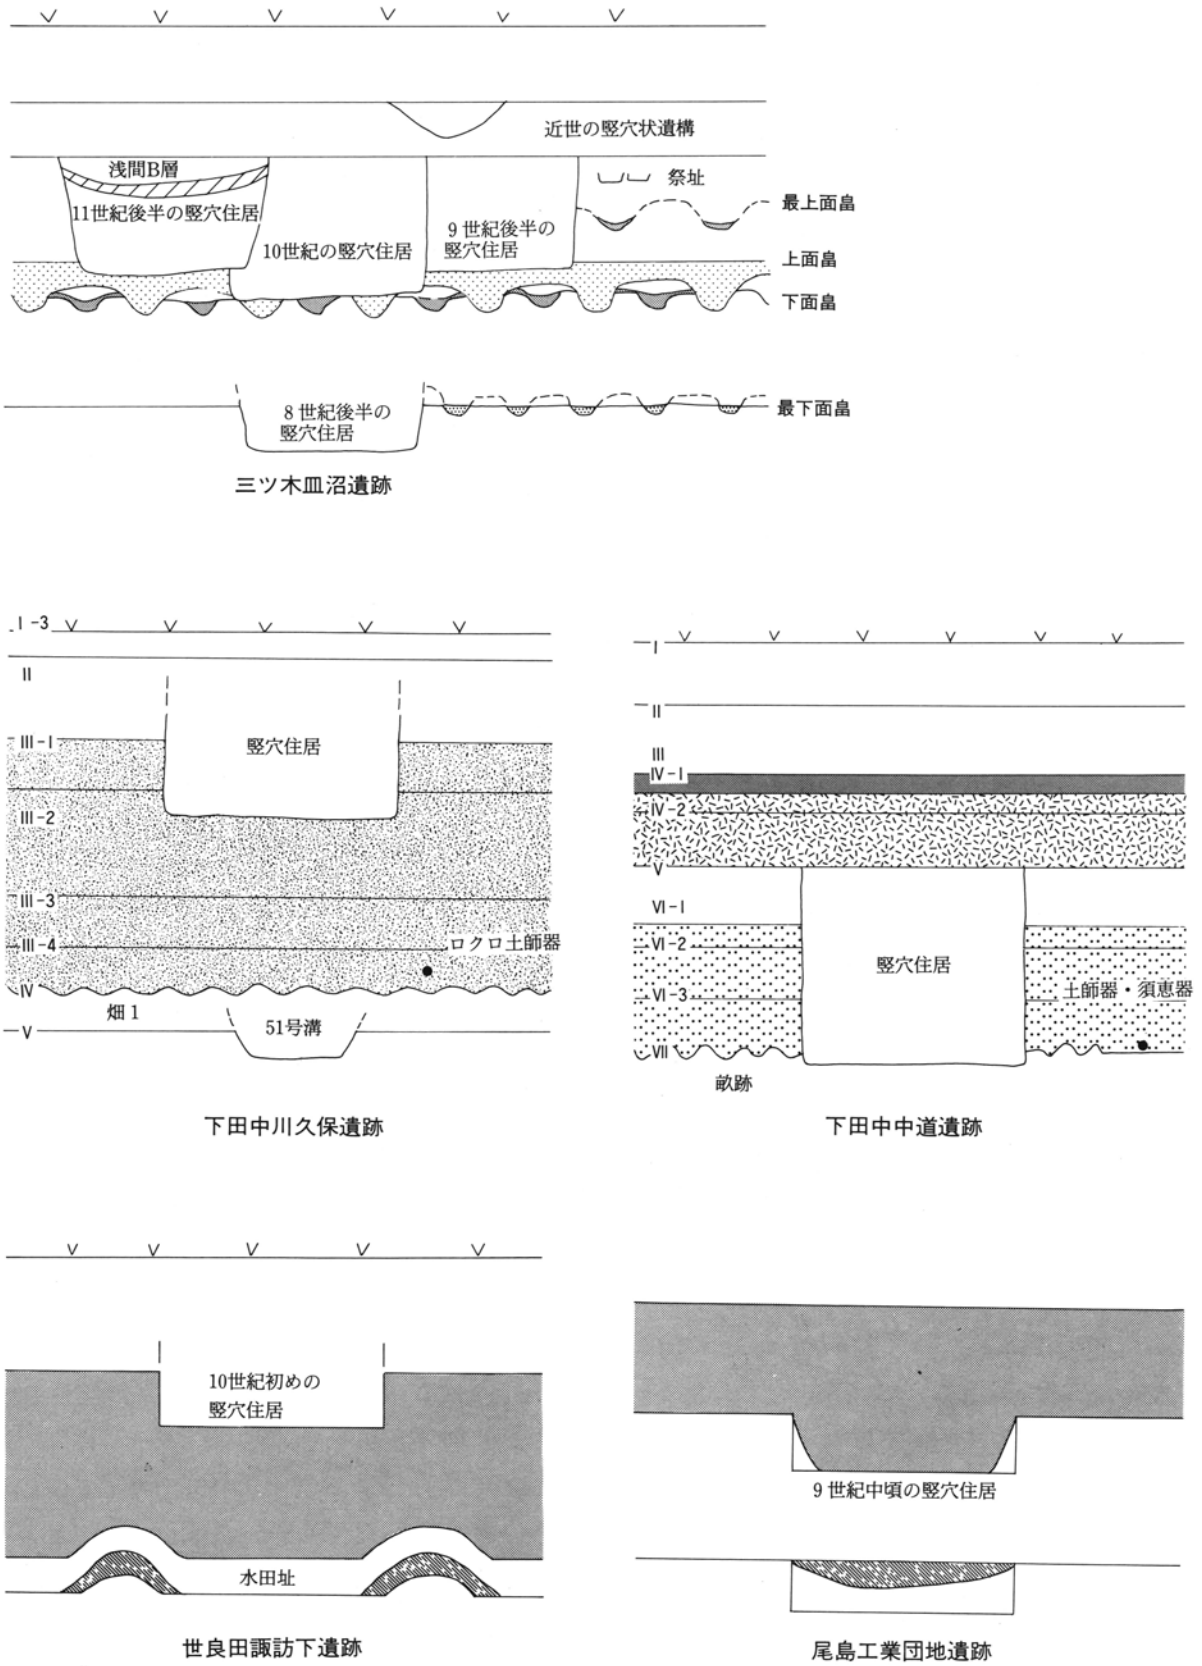 近世の竪穴状遺構
浅間B層
祭址
11世紀後半の竪穴住居
10世紀の竪穴住居
9世紀後半の
竪穴住居
最上面畠
上面畠
下面畠
8世紀後半の
竪穴住居
最下面畠
三ツ木皿沼遺跡
I-3
II
III-1
竪穴住居
III-2
III-3
III-4
ロクロ土師器
IV
畑1
51号溝
V
下田中川久保遺跡
I
II
III
IV-1
IV-2
V
VI-1
VI-2
竪穴住居
VI-3
土師器・須恵器
VII
畝跡
下田中中道遺跡
10世紀初めの
竪穴住居
水田址
世良田諏訪下遺跡
9世紀中頃の竪穴住居
尾島工業団地遺跡